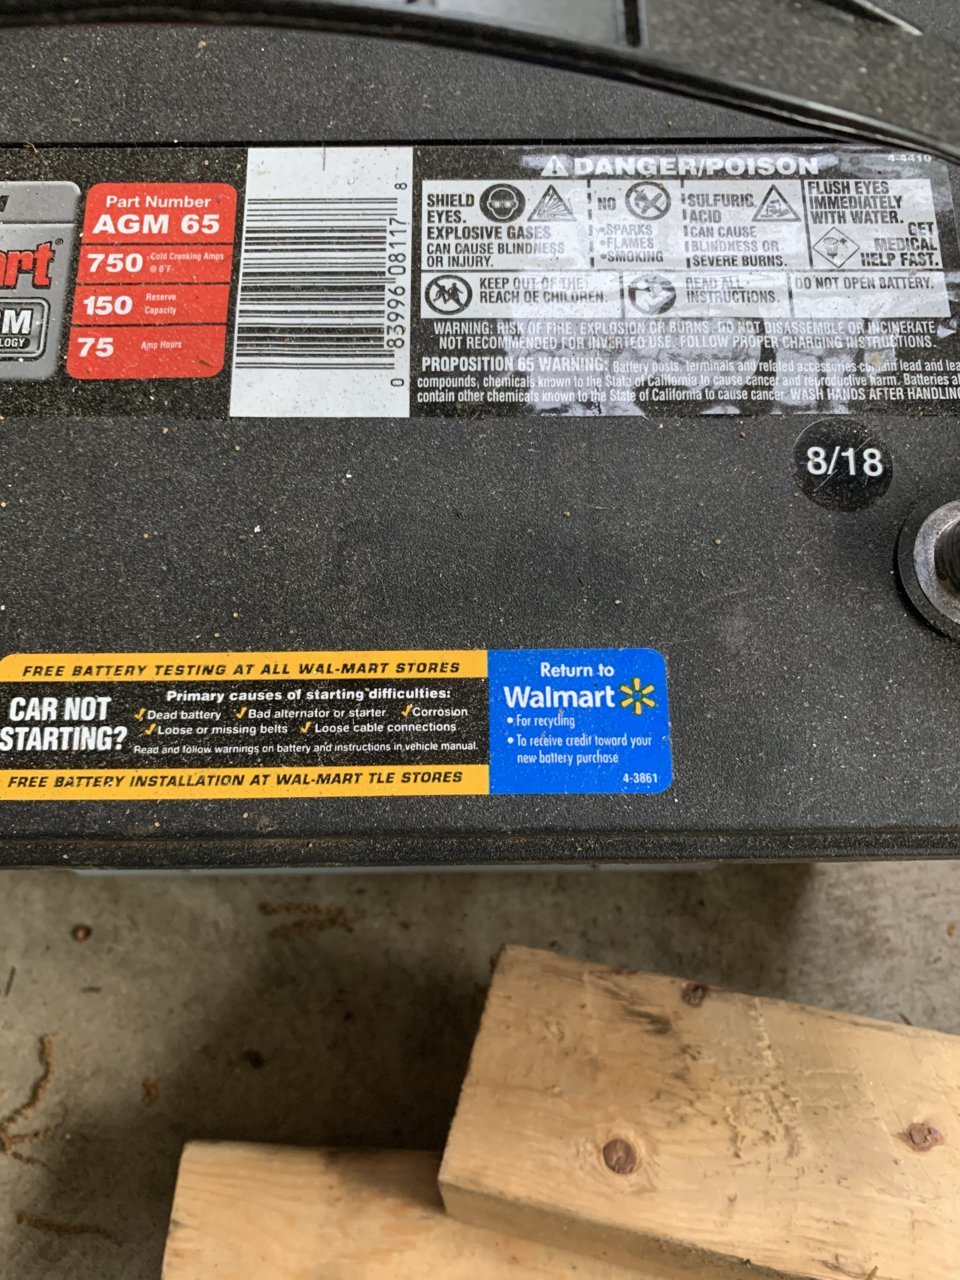 art®
M
LOGY
Part Number
AGM 65
750 Cold Cranking Amps
@ 0°F
150 Reserve
Capacity
75 Amp Hours
0 83996 08117 8
DANGER/POISON
4-4410
SHIELD
EYES.
EXPLOSIVE GASES
CAN CAUSE BLINDNESS
OR INJURY.
NO
•SPARKS
•FLAMES
•SMOKING
SULFURIC
ACID
CAN CAUSE
BLINDNESS OR
SEVERE BURNS.
FLUSH EYES
IMMEDIATELY
WITH WATER.
GET
MEDICAL
HELP FAST.
KEEP OUT OF THE
REACH OF CHILDREN.
READ ALL
INSTRUCTIONS.
DO NOT OPEN BATTERY.
WARNING: RISK OF FIRE, EXPLOSION OR BURNS. DO NOT DISASSEMBLE OR INCINERATE
NOT RECOMMENDED FOR INVERTED USE. FOLLOW PROPER CHARGING INSTRUCTIONS.
PROPOSITION 65 WARNING: Battery posts, terminals and related accessories contain lead and lea
compounds, chemicals known to the State of California to cause cancer and reproductive harm. Batteries al
contain other chemicals known to the State of California to cause cancer. WASH HANDS AFTER HANDLIN
8/18
FREE BATTERY TESTING AT ALL WAL-MART STORES
CAR NOT
STARTING?
Primary causes of starting difficulties:
✓Dead battery ✓Bad alternator or starter ✓Corrosion
✓Loose or missing belts ✓Loose cable connections
Read and follow warnings on battery and instructions in vehicle manual.
FREE BATTERY INSTALLATION AT WAL-MART TLE STORES
Return to
Walmart
• For recycling
• To receive credit toward your
new battery purchase
4-3861